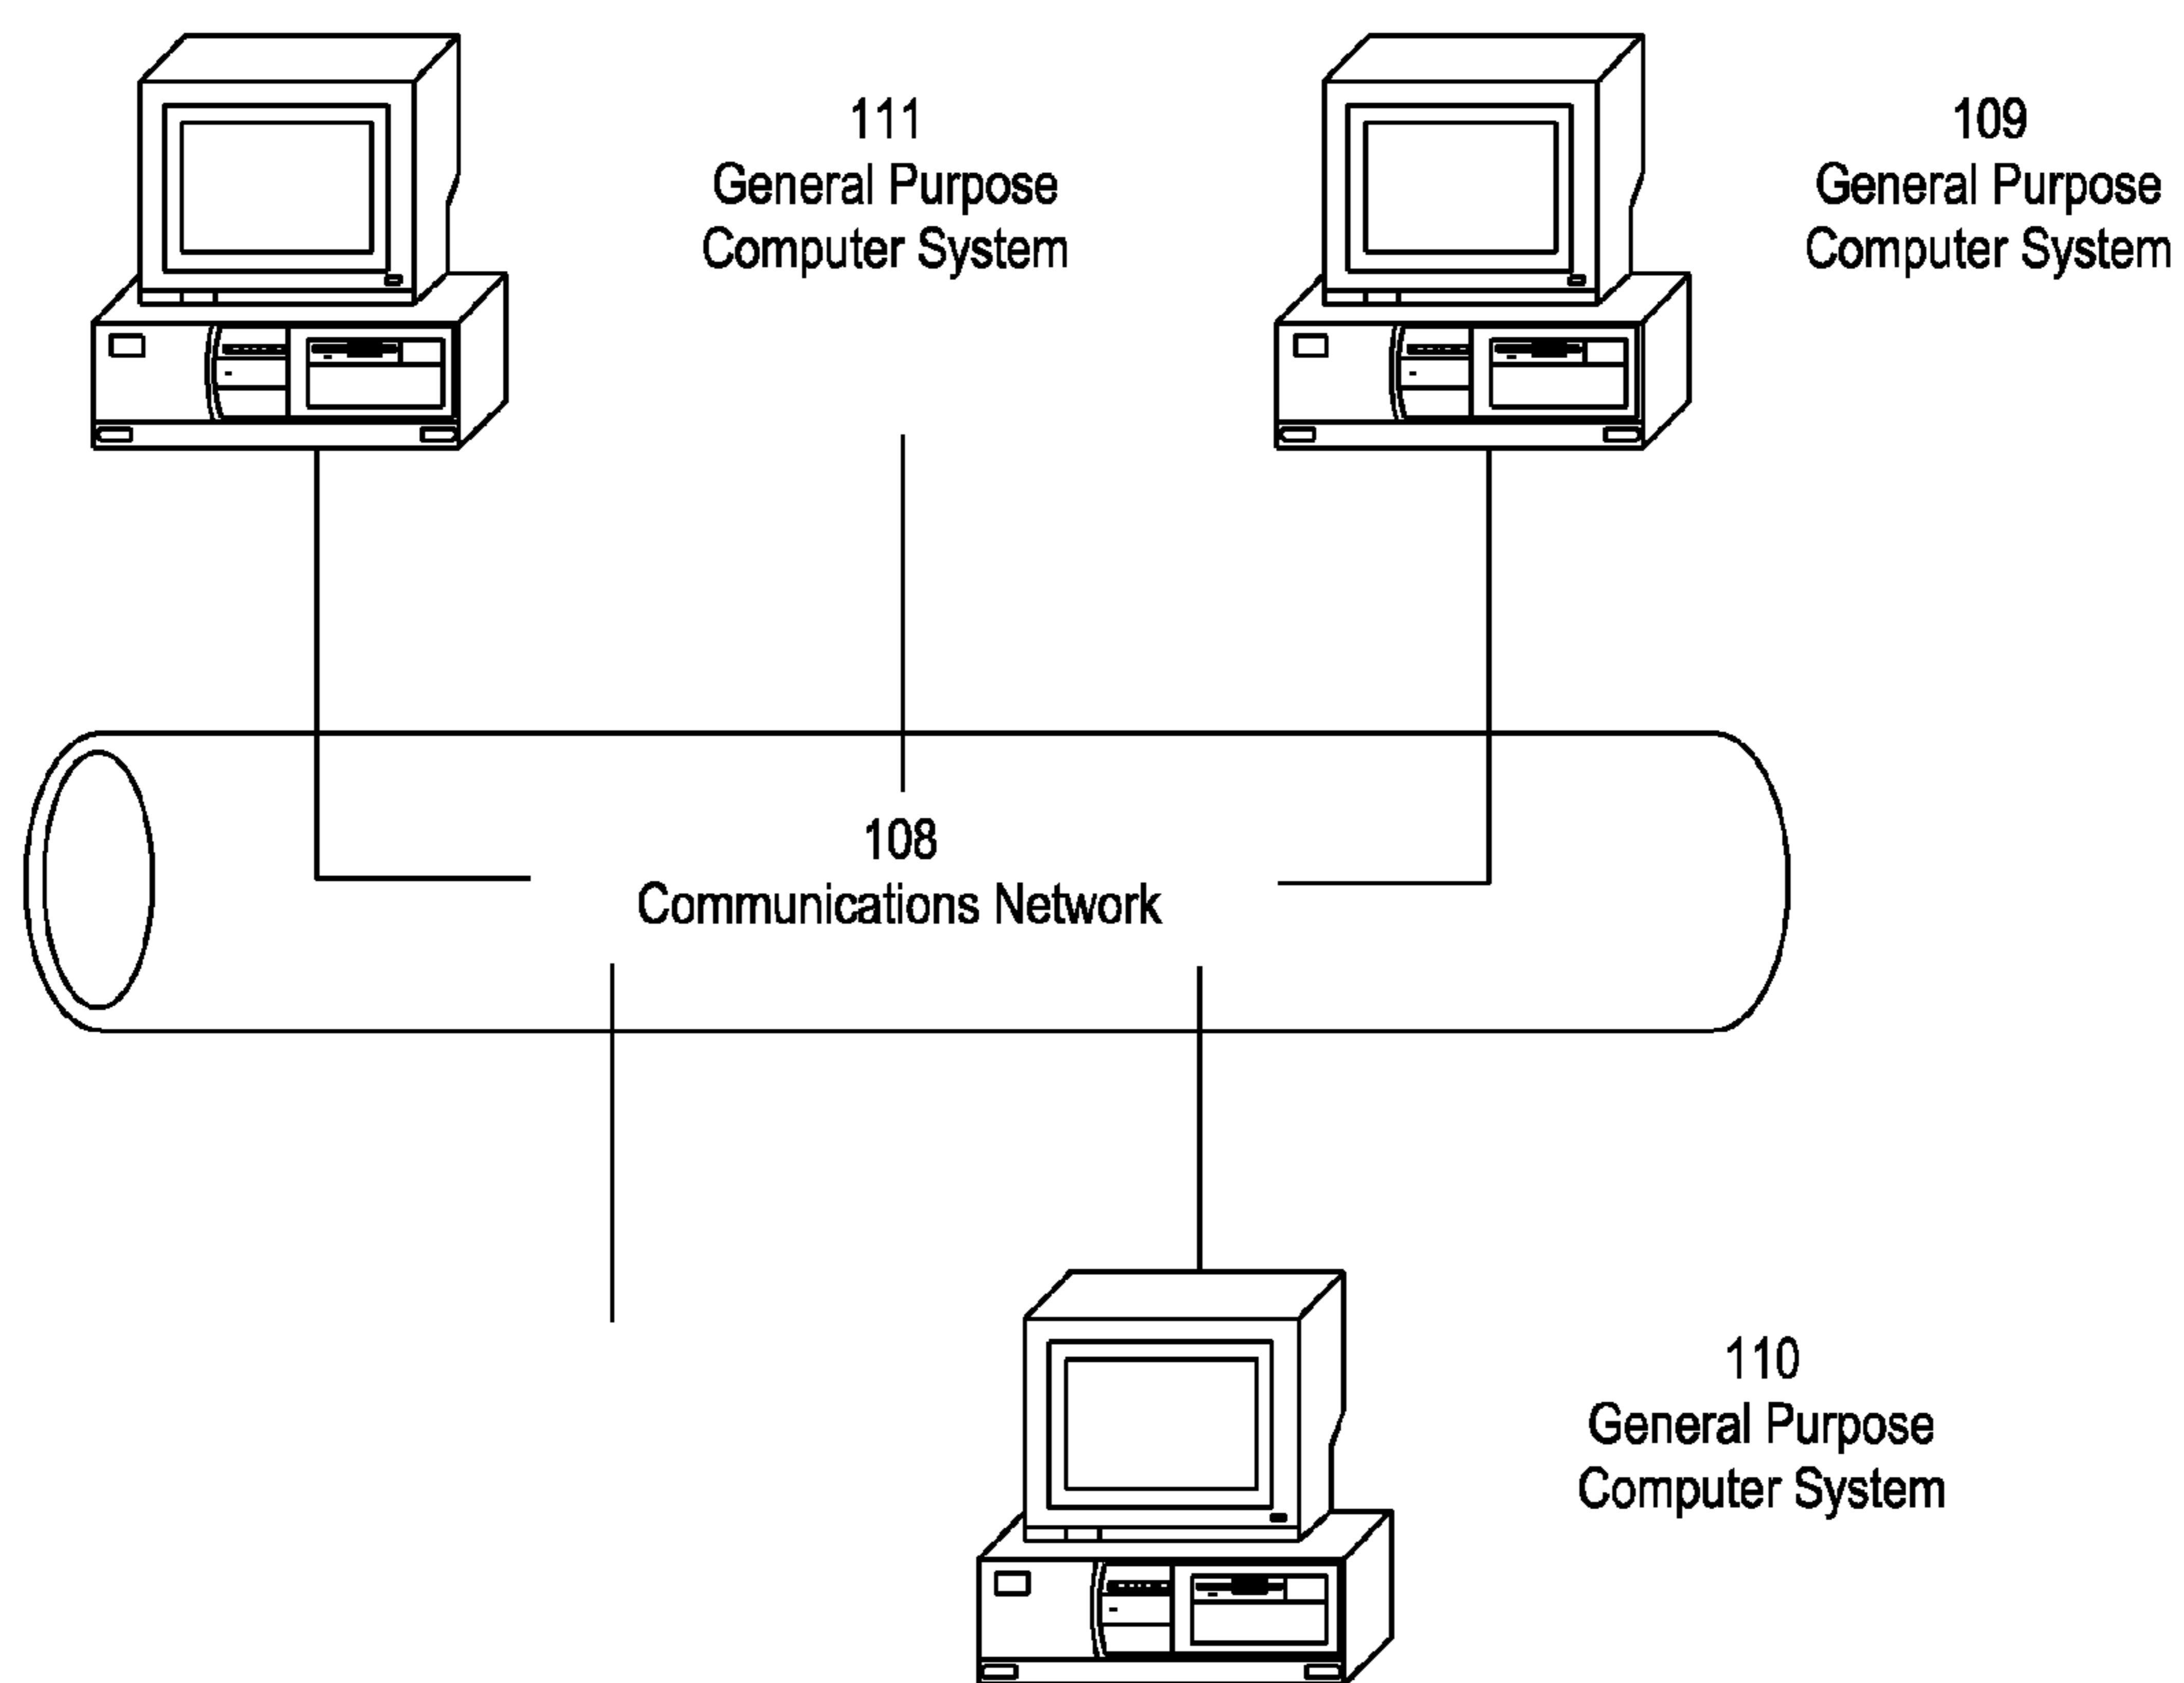 111
General Purpose
Computer System
109
General Purpose
Computer System
108
Communications Network
110
General Purpose
Computer System